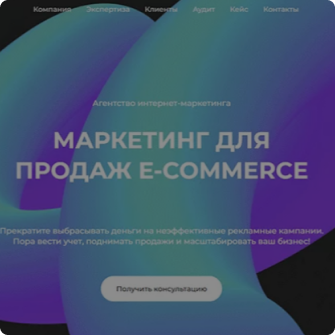 Компания Экспертиза Клиенты Аудит Кейс Контакты
Агентство интернет-маркетинга
МАРКЕТИНГ ДЛЯ
ПРОДАЖ E-COMMERCE
Прекратите выбрасывать деньги на неэффективные рекламные кампании.
Пора вести учет, поднимать продажи и масштабировать ваш бизнес!
Получить консультацию